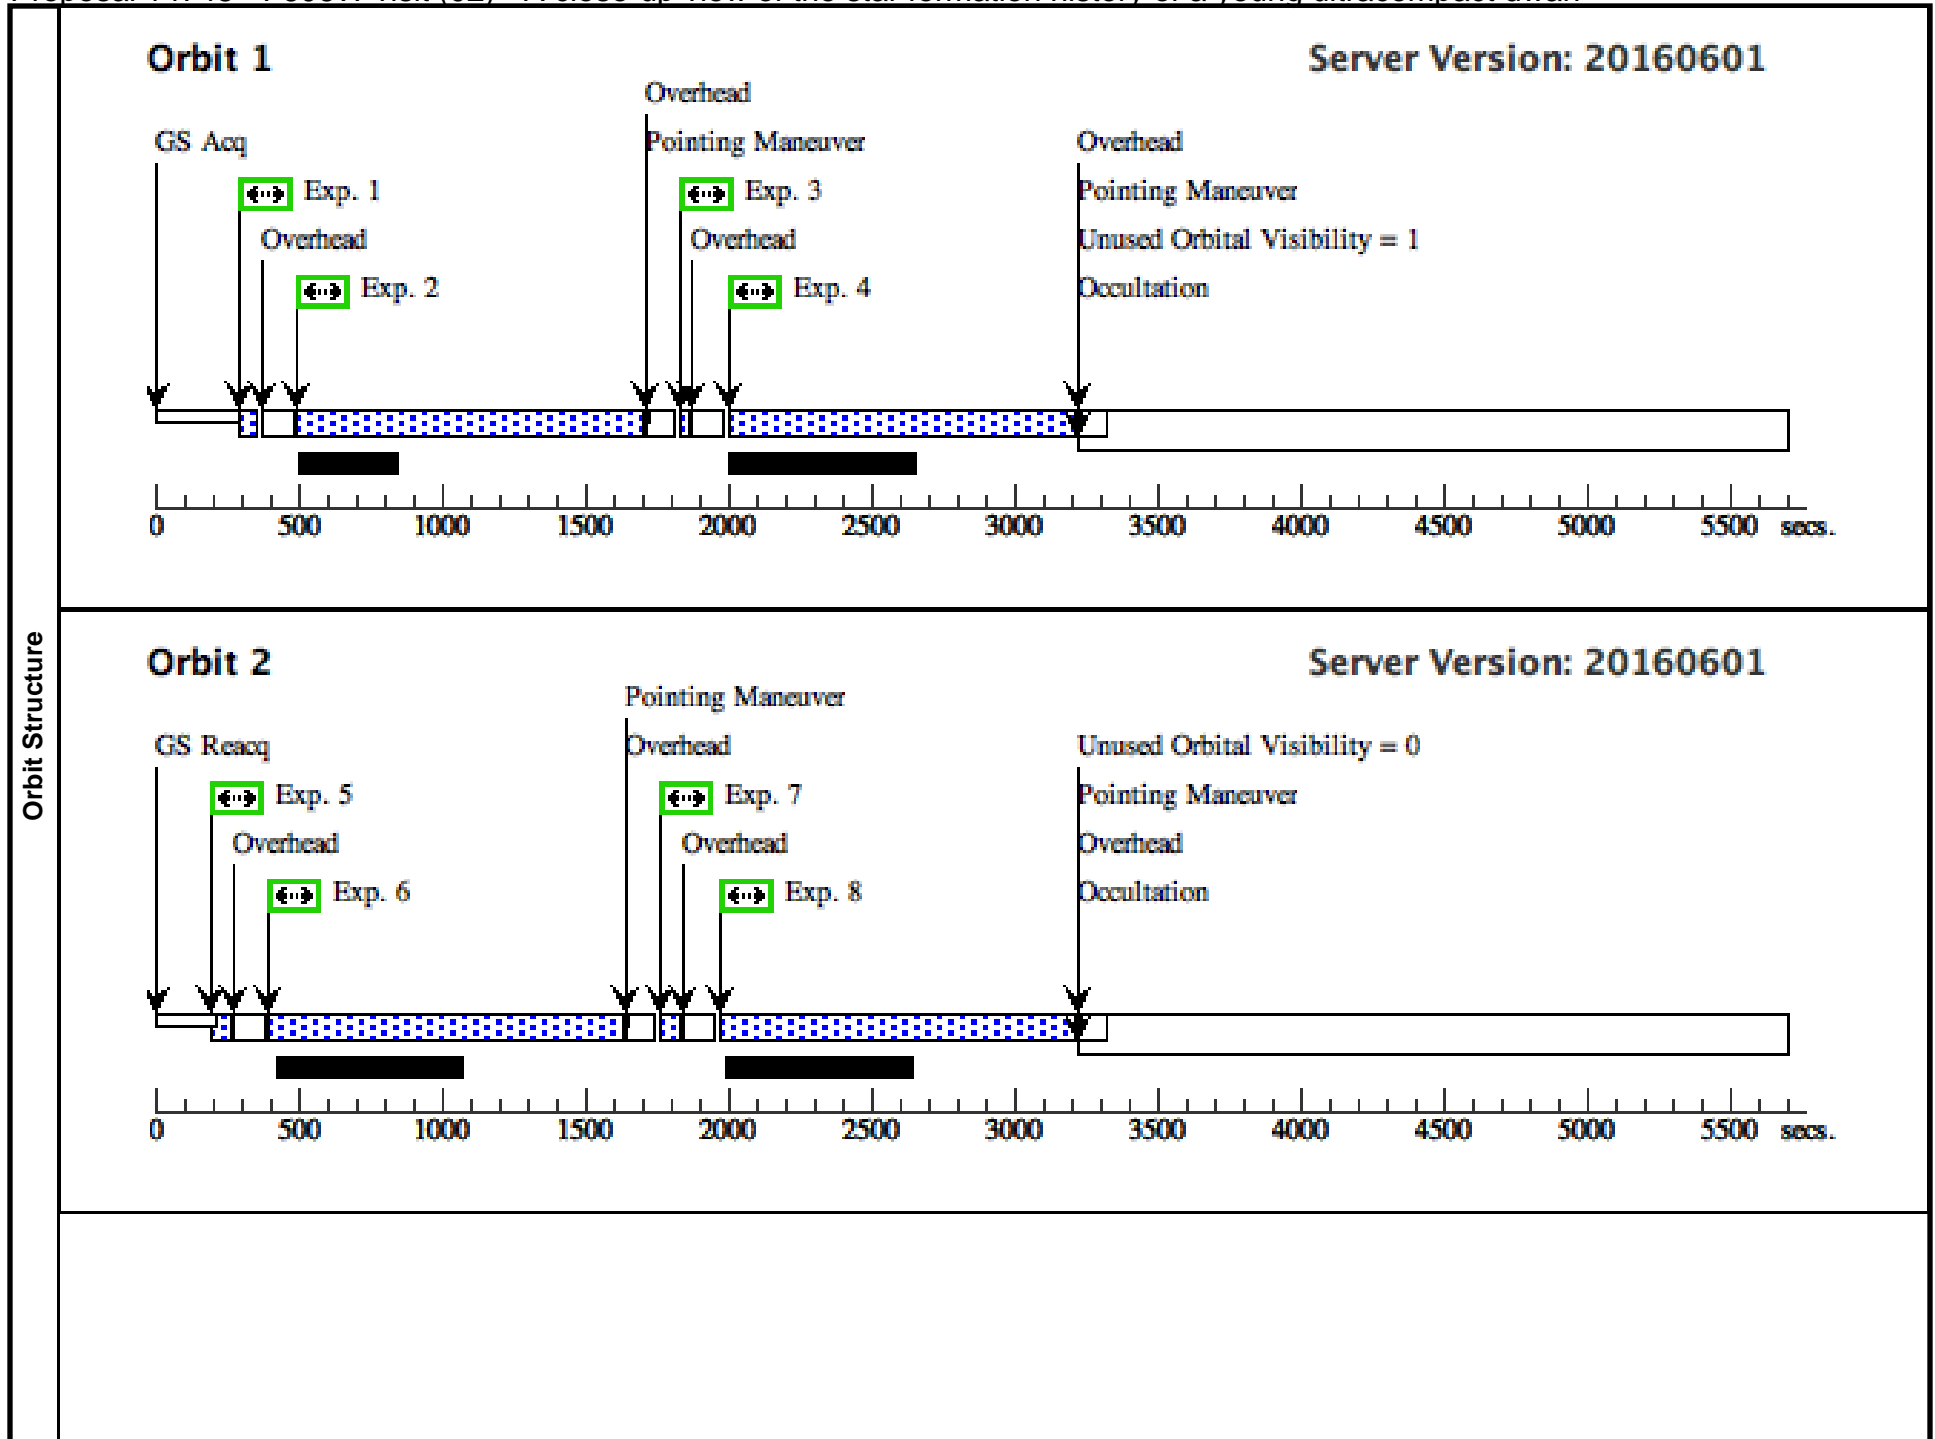 Orbit Structure
Orbit 1
Server Version: 20160601
Overhead
GS Acq
Pointing Maneuver
Overhead
Exp. 1
Exp. 3
Pointing Maneuver
Overhead
Overhead
Unused Orbital Visibility = 1
Exp. 2
Exp. 4
Occultation
0 500 1000 1500 2000 2500 3000 3500 4000 4500 5000 5500 secs.
Orbit 2
Server Version: 20160601
Pointing Maneuver
GS Reacq
Overhead
Unused Orbital Visibility = 0
Exp. 5
Exp. 7
Pointing Maneuver
Overhead
Overhead
Overhead
Exp. 6
Exp. 8
Occultation
0 500 1000 1500 2000 2500 3000 3500 4000 4500 5000 5500 secs.